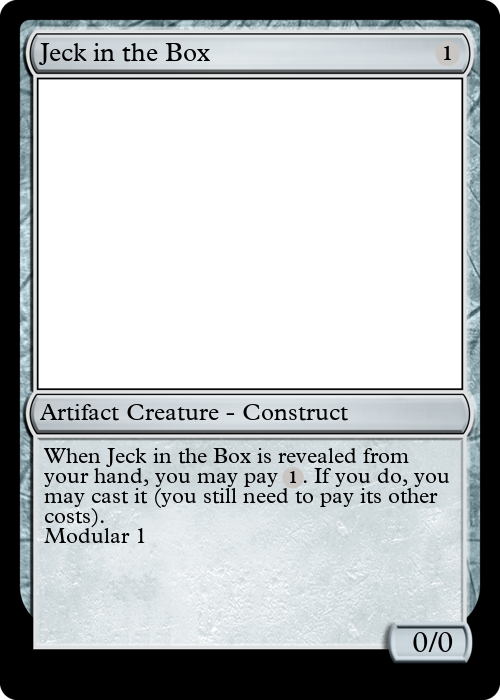 Jeck in the Box 1
Artifact Creature - Construct
When Jeck in the Box is revealed from
your hand, you may pay 1. If you do, you
may cast it (you still need to pay its other
costs).
Modular 1
0/0